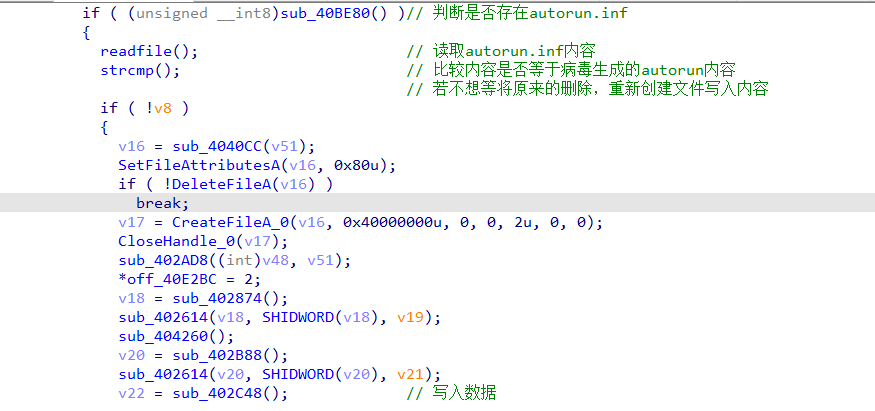 if ( (unsigned __int8)sub_40BE80() )// 判断是否存在autorun.inf
{
readfile(); // 读取autorun.inf内容
strcmp(); // 比较内容是否等于病毒生成的autorun内容
// 若不想等将原来的删除，重新创建文件写入内容
if ( !v8 )
{
v16 = sub_4040CC(v51);
SetFileAttributesA(v16, 0x80u);
if ( !DeleteFileA(v16) )
break;
v17 = CreateFileA_0(v16, 0x40000000u, 0, 0, 2u, 0, 0);
CloseHandle_0(v17);
sub_402AD8((int)v48, v51);
*off_40E2BC = 2;
v18 = sub_402874();
sub_402614(v18, SHIDWORD(v18), v19);
sub_404260();
v20 = sub_402B88();
sub_402614(v20, SHIDWORD(v20), v21);
v22 = sub_402C48(); // 写入数据